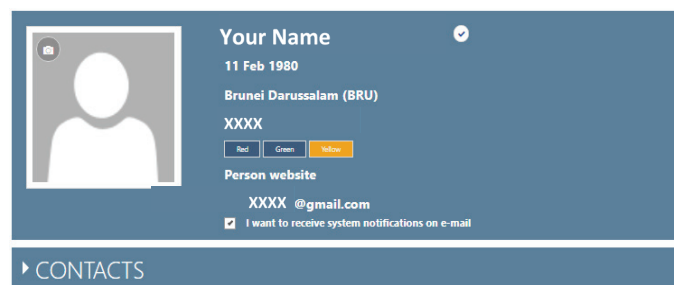 Your Name
11 Feb 1980
Brunei Darussalam (BRU)
XXXX
Red Green Yellow
Person website
XXXX @gmail.com
I want to receive system notifications on e-mail
CONTACTS